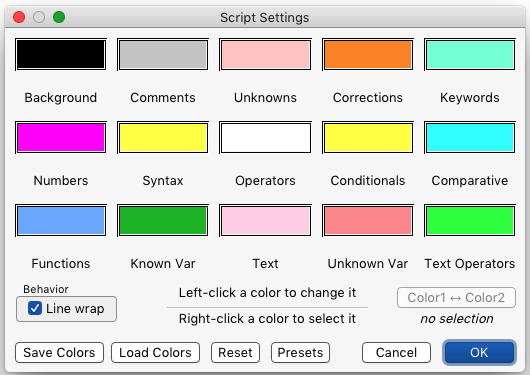 Script Settings
Background Comments Unknowns Corrections Keywords
Numbers Syntax Operators Conditionals Comparative
Functions Known Var Text Unknown Var Text Operators
Behavior
Line wrap
Left-click a color to change it
Right-click a color to select it
Color1 ↔ Color2
no selection
Save Colors Load Colors Reset Presets Cancel OK